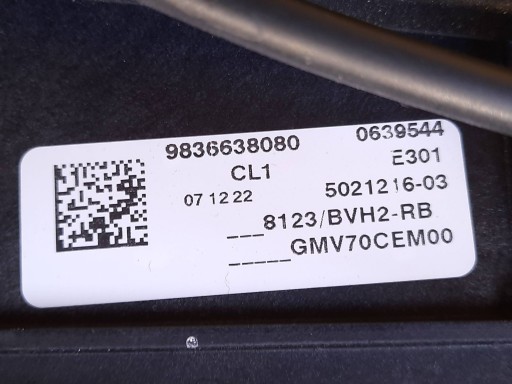 9836638080 0639544
CL1 E301
07 12 22 5021216-03
___8123/BVH2-RB
_____GMV70CEM00